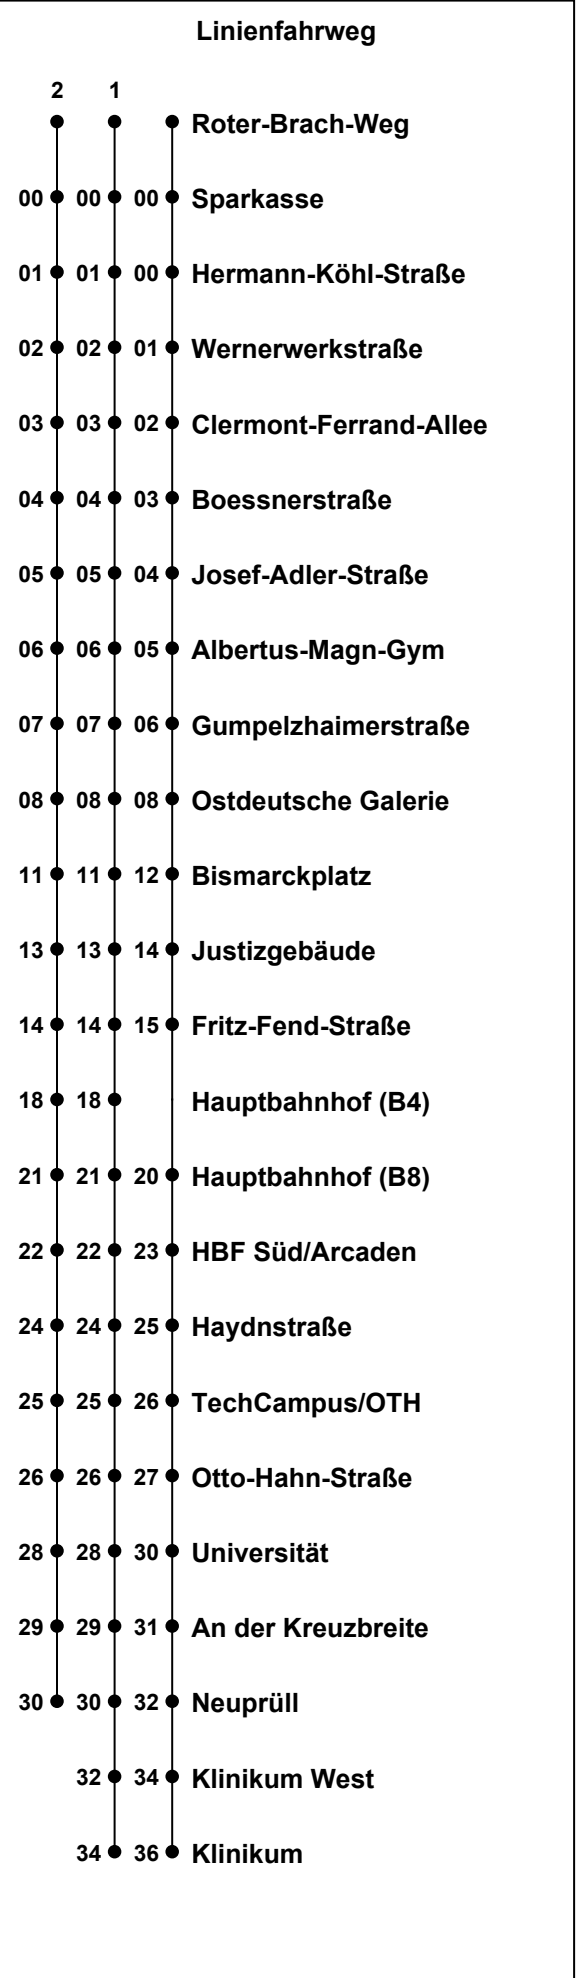 Linienfahrweg
2 1
Roter-Brach-Weg
00 00 00 Sparkasse
01 01 00 Hermann-Köhl-Straße
02 02 01 Wernerwerkstraße
03 03 02 Clermont-Ferrand-Allee
04 04 03 Boessnerstraße
05 05 04 Josef-Adler-Straße
06 06 05 Albertus-Magn-Gym
07 07 06 Gumpelzhaimerstraße
08 08 08 Ostdeutsche Galerie
11 11 12 Bismarckplatz
13 13 14 Justizgebäude
14 14 15 Fritz-Fend-Straße
18 18 Hauptbahnhof (B4)
21 21 20 Hauptbahnhof (B8)
22 22 23 HBF Süd/Arcaden
24 24 25 Haydnstraße
25 25 26 TechCampus/OTH
26 26 27 Otto-Hahn-Straße
28 28 30 Universität
29 29 31 An der Kreuzbreite
30 30 32 Neuprüll
32 34 Klinikum West
34 36 Klinikum